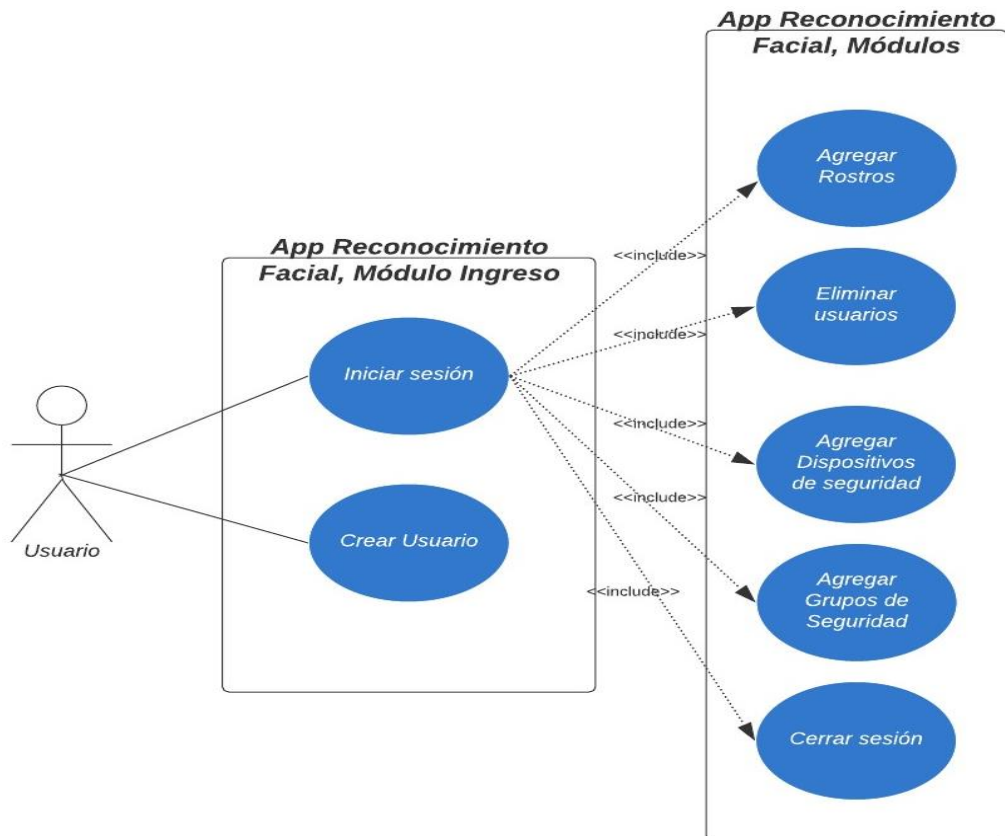 App Reconocimiento
Facial, Módulos
Agregar
Rostros
App Reconocimiento
Facial, Módulo Ingreso
<<include>>
Eliminar
usuarios
<<include>>
Iniciar sesión
<<include>>
Agregar
Dispositivos
de seguridad
<<include>>
Crear Usuario
Usuario
<<include>>
Agregar
Grupos de
Seguridad
Cerrar sesión